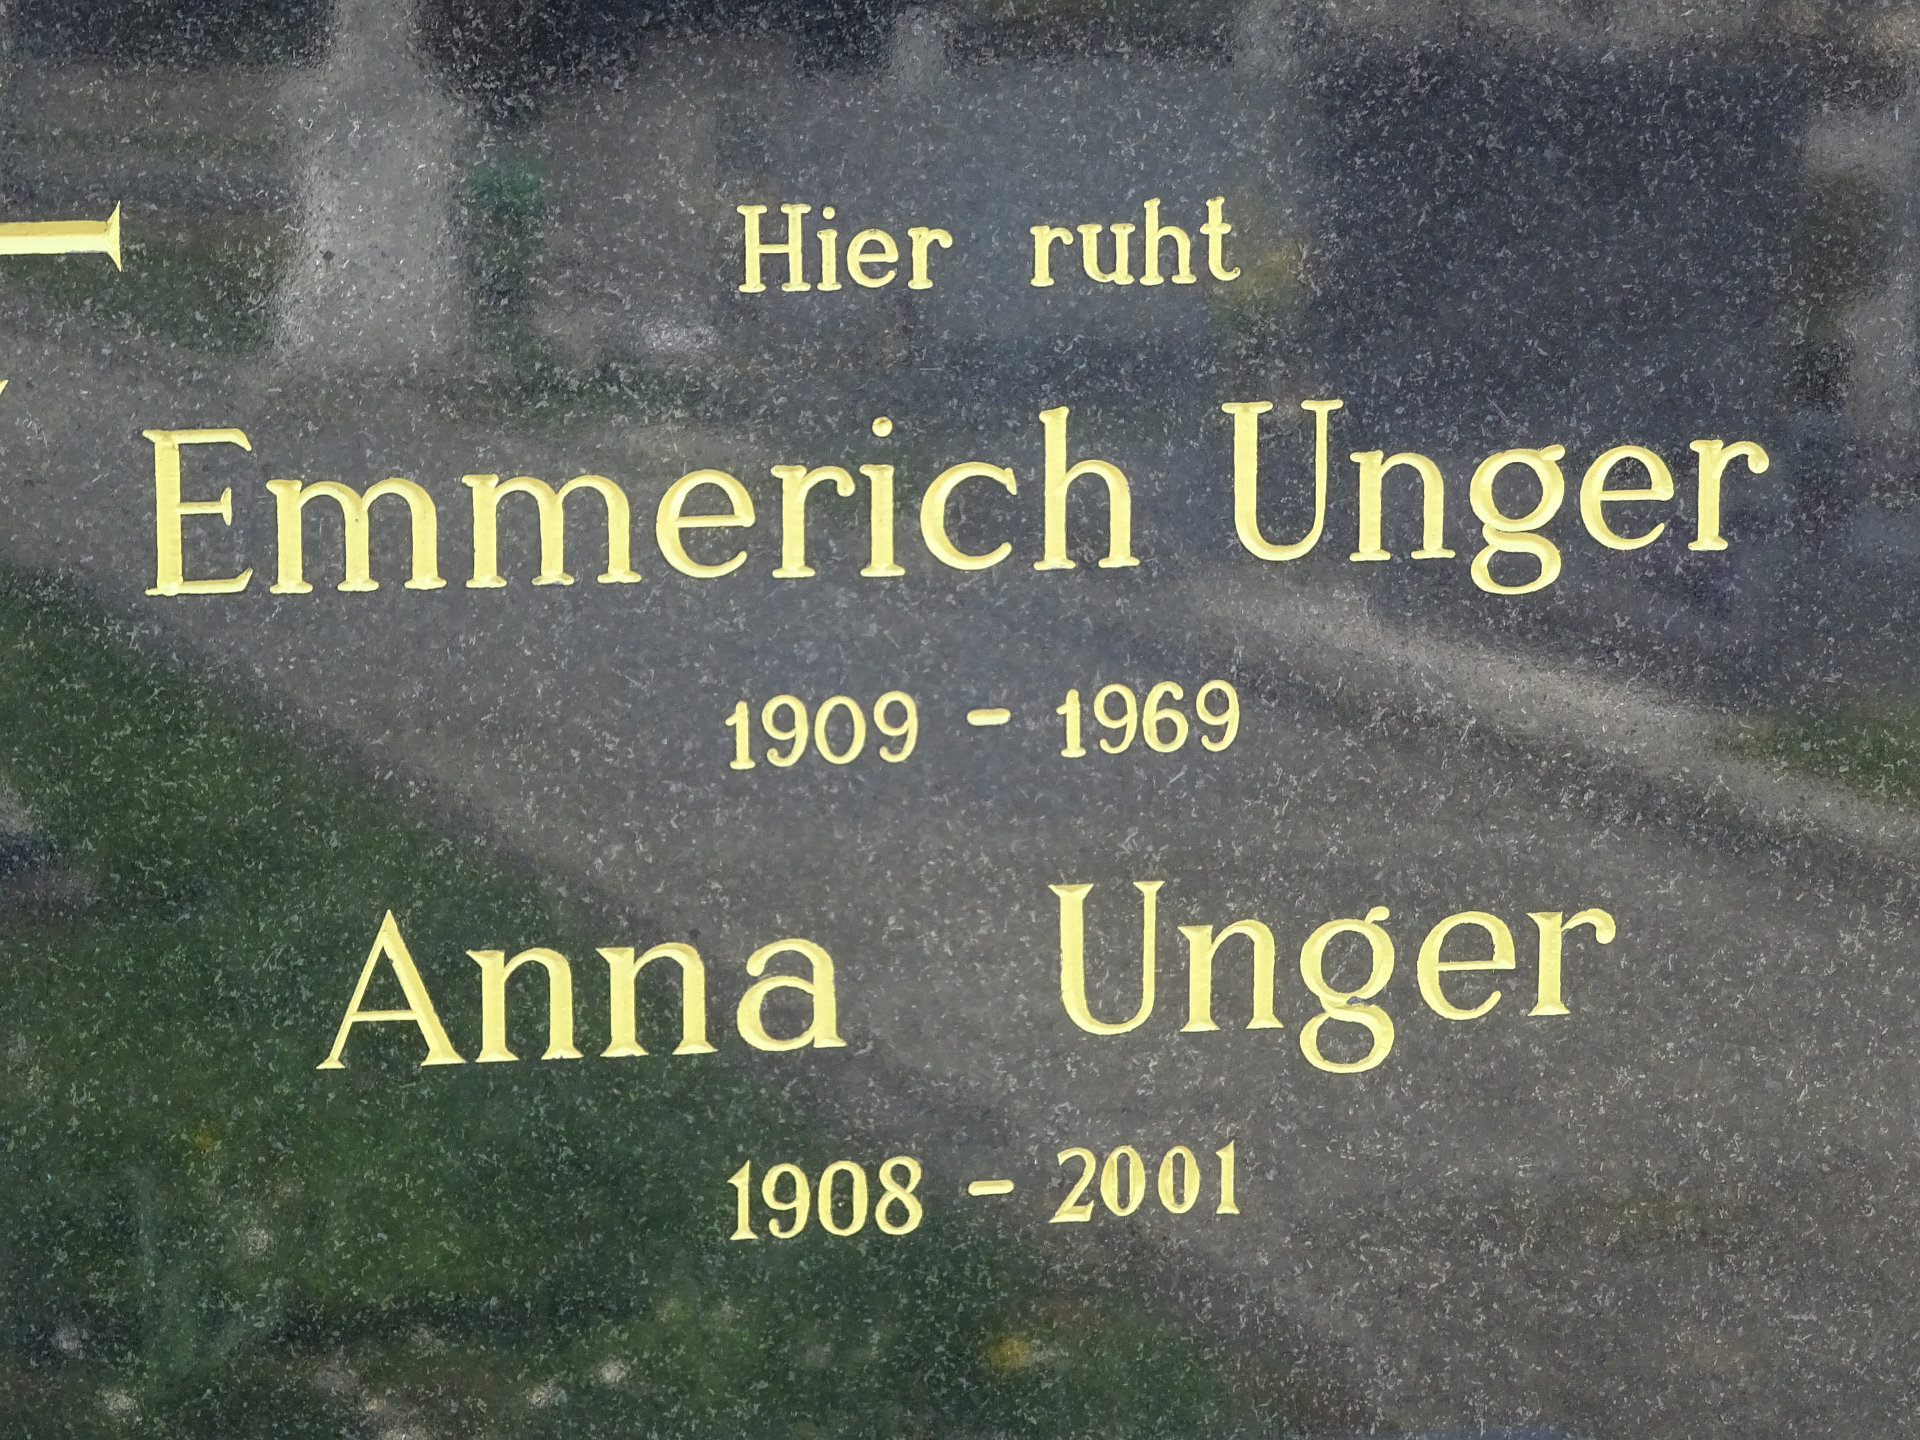 Hier ruht
Emmerich Unger
1909 - 1969
Anna Unger
1908 - 2001